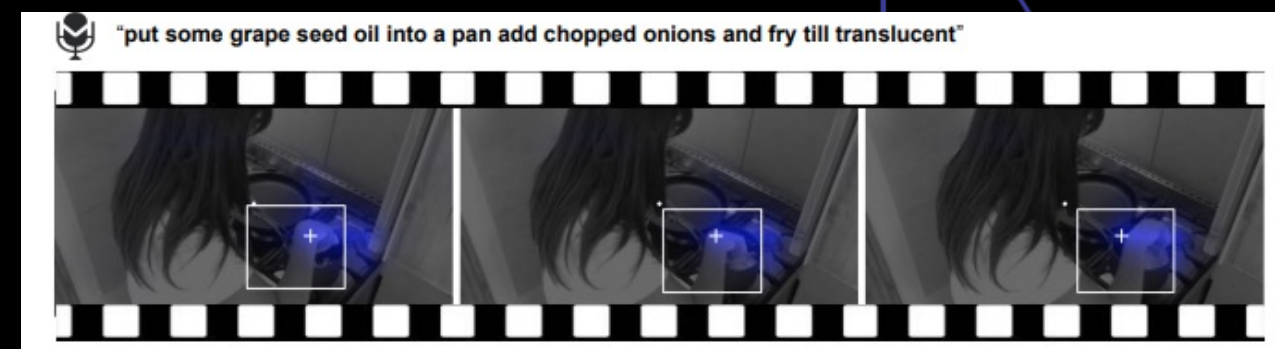 “put some grape seed oil into a pan add chopped onions and fry till translucent”